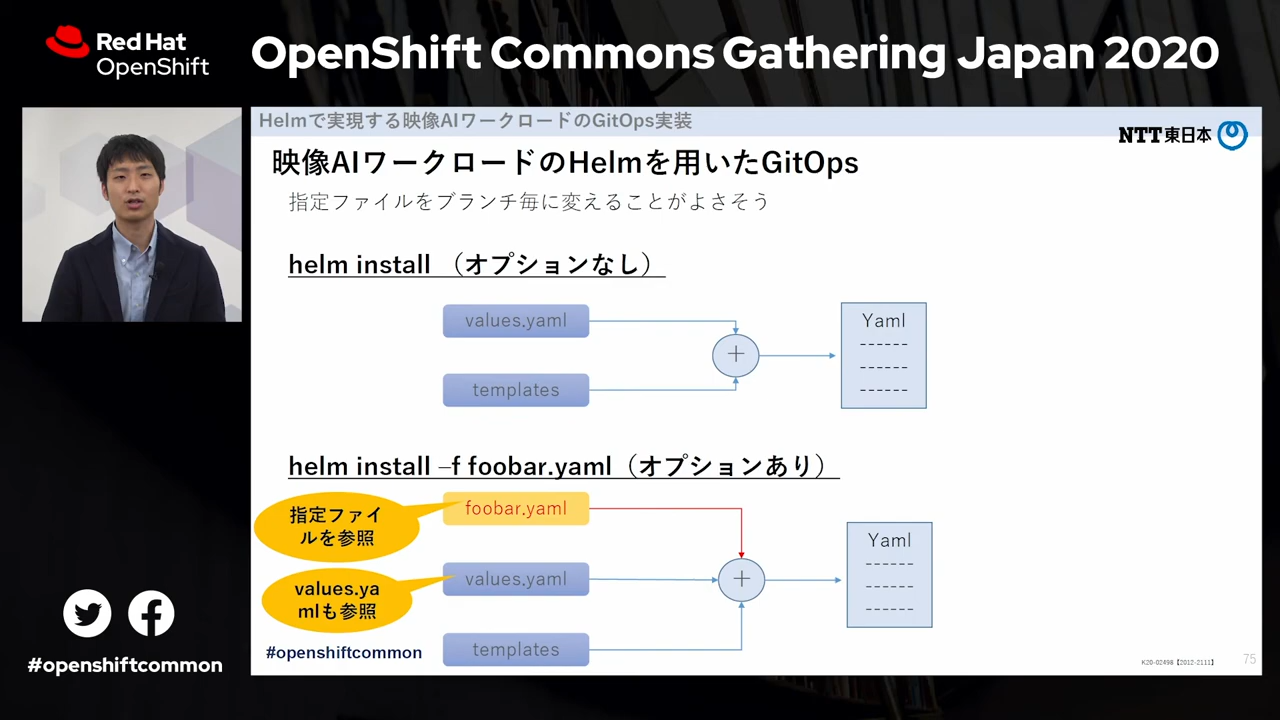 Red Hat
OpenShift
OpenShift Commons Gathering Japan 2020
Helmで実現する映像AIワークロードのGitOps実装
NTT東日本
映像AIワークロードのHelmを用いたGitOps
指定ファイルをブランチ毎に変えることがよさそう
helm install （オプションなし）
values.yaml
templates
+
Yaml
------
------
------
helm install –f foobar.yaml（オプションあり）
指定ファイ
ルを参照
foobar.yaml
values.ya
mlも参照
values.yaml
templates
+
Yaml
------
------
------
#openshiftcommon
K20-02498【2012-2111】
75
#openshiftcommon